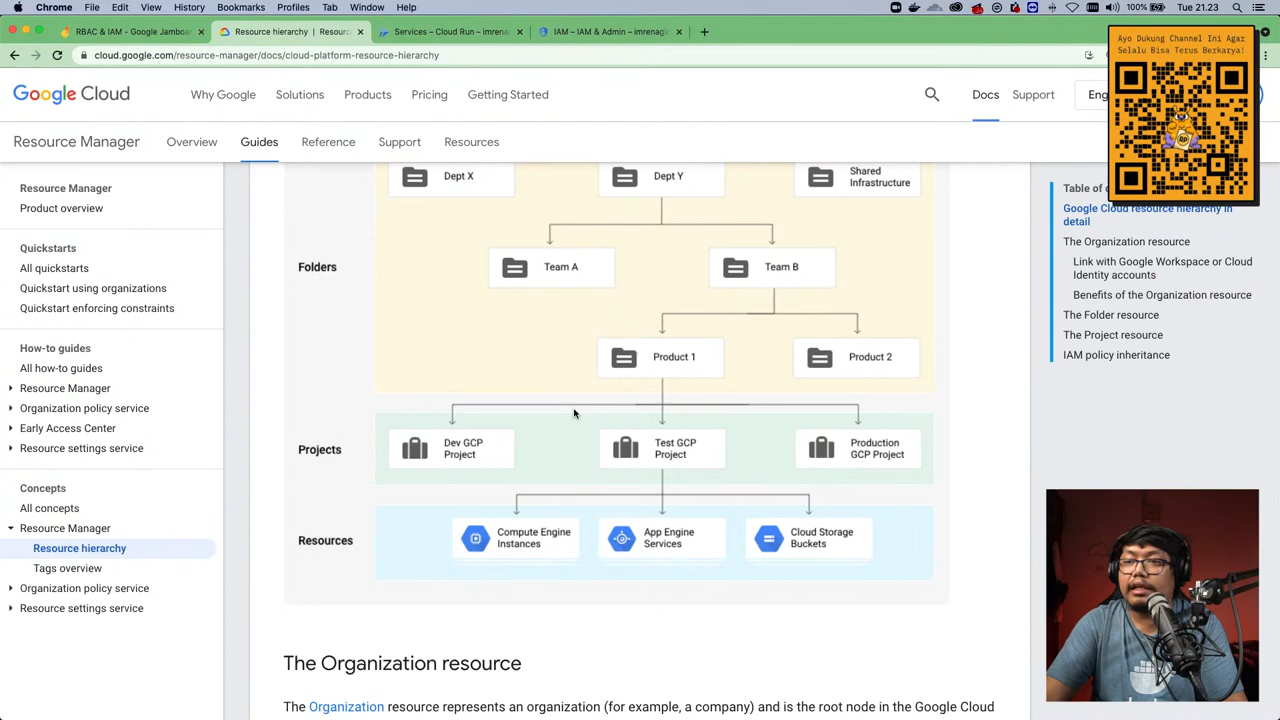 Chrome File Edit View History Bookmarks Profiles Tab Window Help
100% Tue 21.23
RBAC & IAM - Google Jamboa
Resource hierarchy | Resourc
Services – Cloud Run – imrena
IAM – IAM & Admin – imrenagic
cloud.google.com/resource-manager/docs/cloud-platform-resource-hierarchy
Ayo Dukung Channel Ini Agar
Selalu Bisa Terus Berkarya!
Google Cloud
Why Google
Solutions
Products
Pricing
Getting Started
Docs
Support
Eng
Resource Manager
Overview
Guides
Reference
Support
Resources
Resource Manager
Product overview
Quickstarts
All quickstarts
Quickstart using organizations
Quickstart enforcing constraints
How-to guides
All how-to guides
Resource Manager
Organization policy service
Early Access Center
Resource settings service
Concepts
All concepts
Resource Manager
Resource hierarchy
Tags overview
Organization policy service
Resource settings service
Dept X
Dept Y
Shared
Infrastructure
Folders
Team A
Team B
Product 1
Product 2
Projects
Dev GCP
Project
Test GCP
Project
Production
GCP Project
Resources
Compute Engine
Instances
App Engine
Services
Cloud Storage
Buckets
The Organization resource
The Organization resource represents an organization (for example, a company) and is the root node in the Google Cloud
Table of
Google Cloud resource hierarchy in
detail
The Organization resource
Link with Google Workspace or Cloud
Identity accounts
Benefits of the Organization resource
The Folder resource
The Project resource
IAM policy inheritance